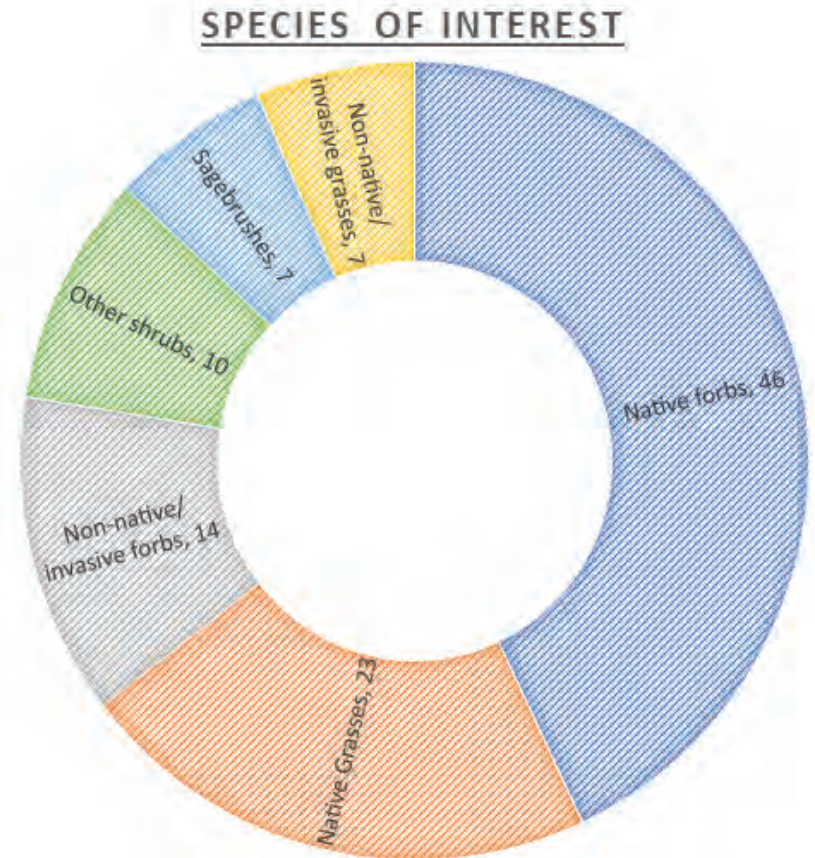 SPECIES OF INTEREST
Non-native/
invasive grasses, 7
Sagebrushes, 7
Other shrubs, 10
Native forbs, 46
Non-native/
invasive forbs, 14
Native Grasses, 23